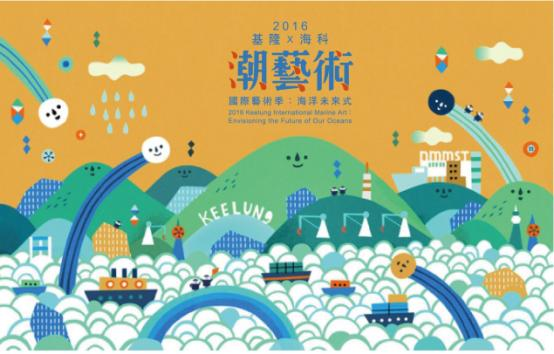 2016
基隆 x 海科
潮藝術
國際藝術季：海洋未來式
2016 Keelung International Marine Art :
Envisioning the Future of Our Oceans
NMMST
KEELUNG